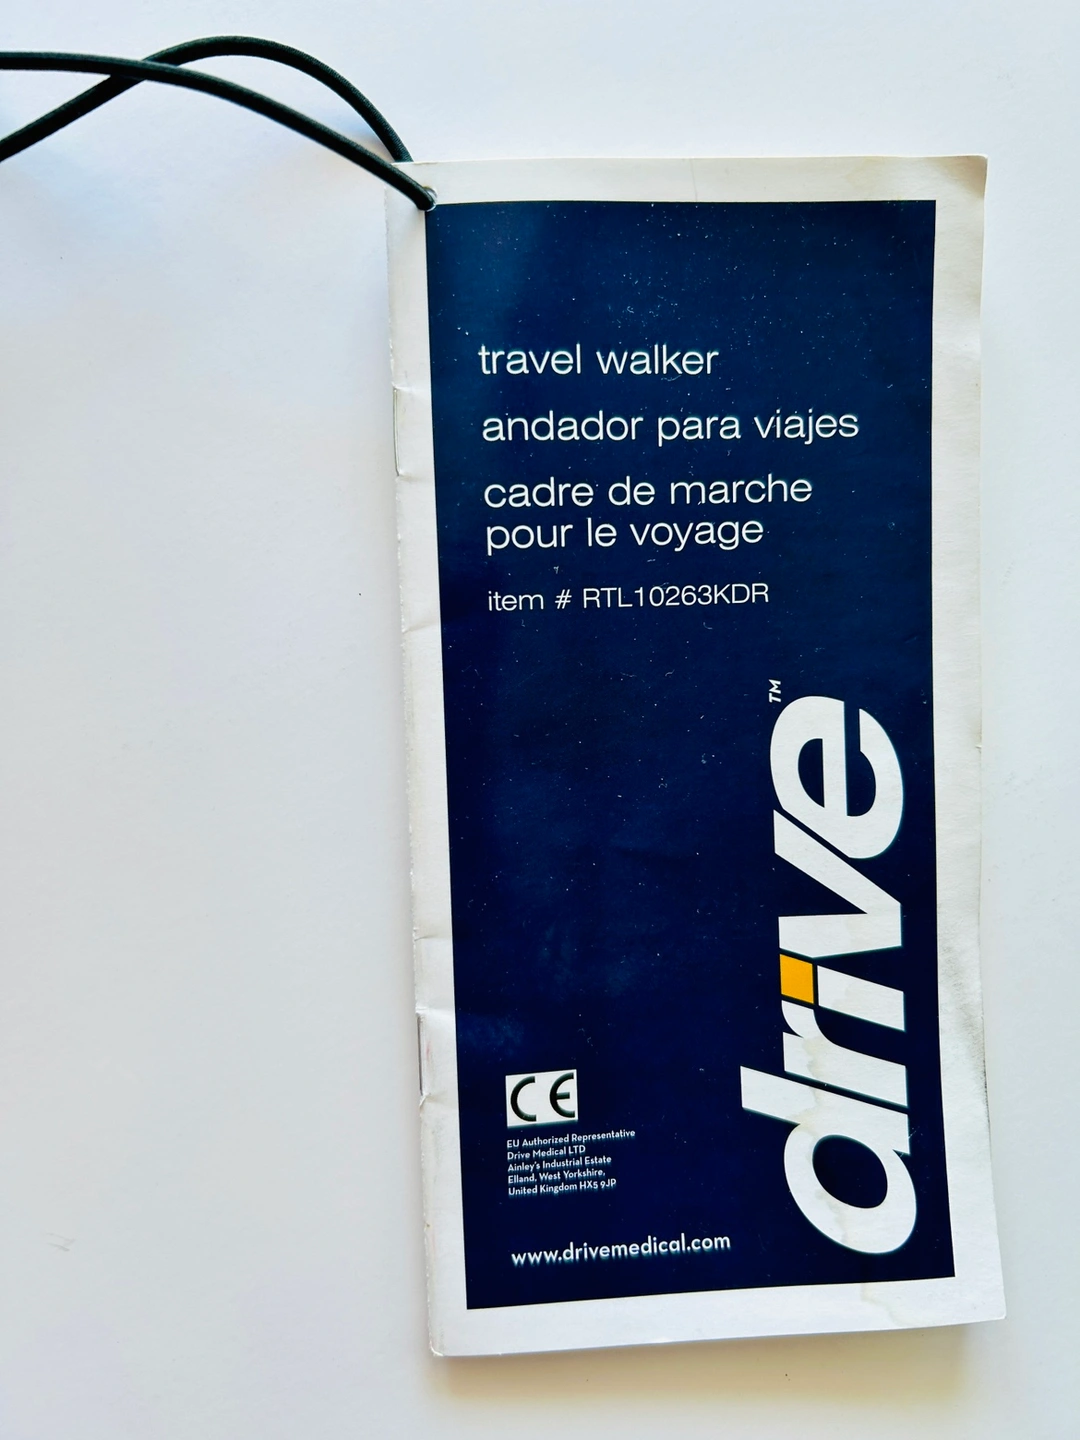 travel walker
andador para viajes
cadre de marche
pour le voyage
item # RTL10263KDR
drive™
CE
EU Authorized Representative
Drive Medical LTD
Ainley's Industrial Estate
Elland, West Yorkshire,
United Kingdom HX5 9JP
www.drivemedical.com